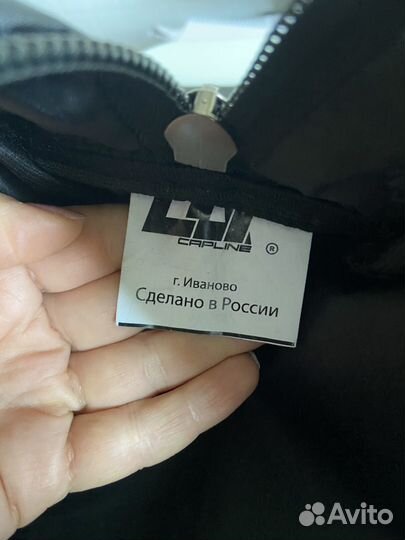 CAPLINE ®
г. Иваново
Сделано в России
Avito